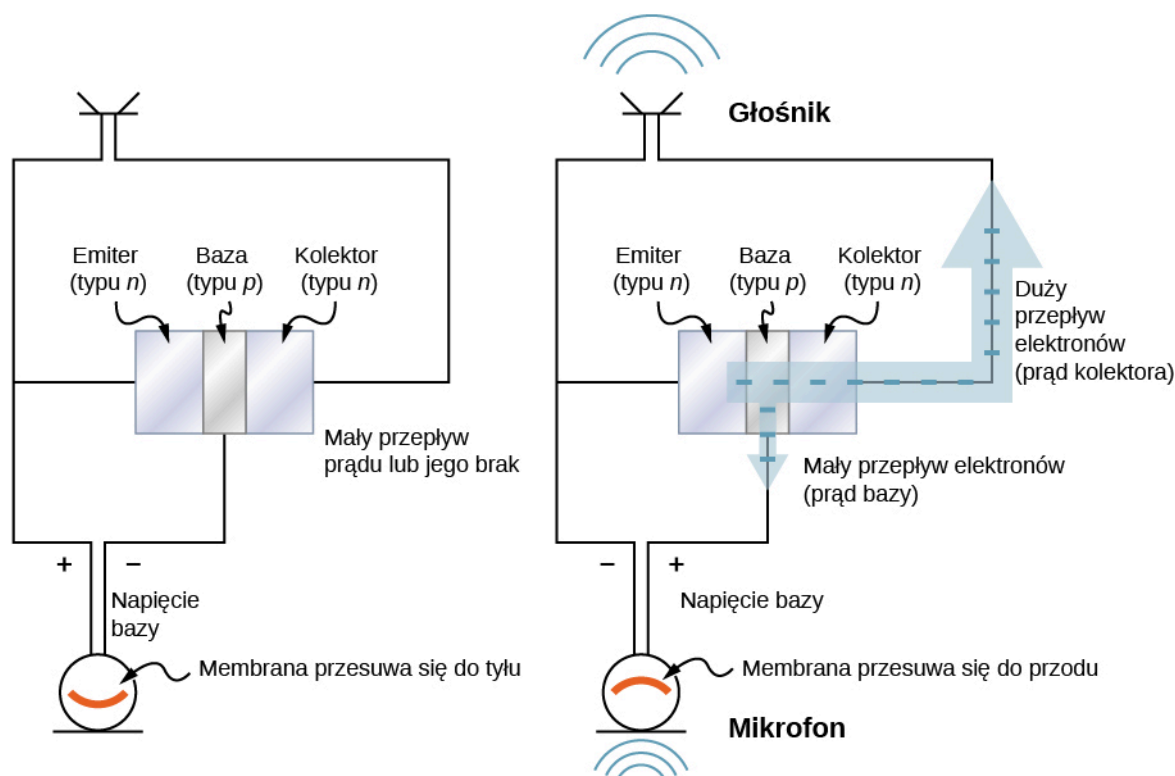 Głośnik
Emiter
(typu n)
Baza
(typu p)
Kolektor
(typu n)
Mały przepływ
prądu lub jego brak
+
–
Napięcie
bazy
Membrana przesuwa się do tyłu
Emiter
(typu n)
Baza
(typu p)
Kolektor
(typu n)
Duży
przepływ
elektronów
(prąd kolektora)
Mały przepływ elektronów
(prąd bazy)
–
+
Napięcie bazy
Membrana przesuwa się do przodu
Mikrofon